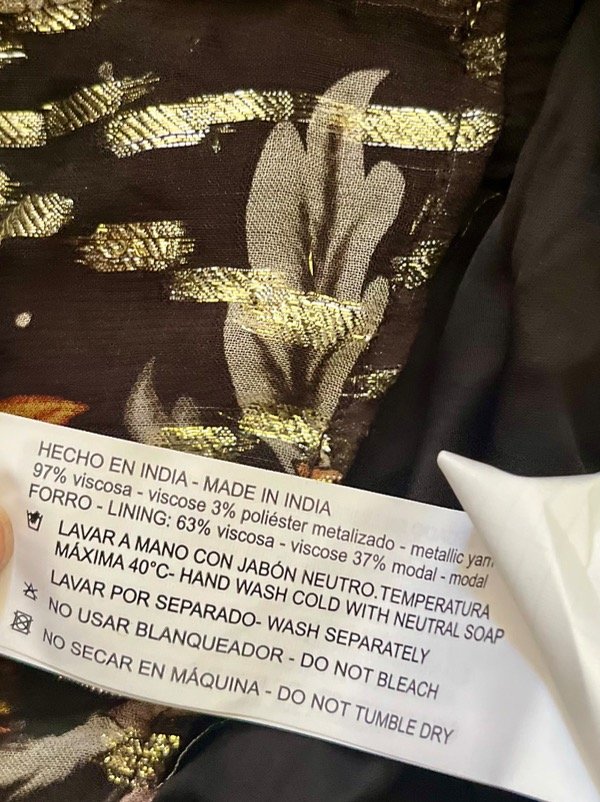 HECHO EN INDIA - MADE IN INDIA
97% viscosa - viscose 3% poliéster metalizado - metallic yarn
FORRO - LINING: 63% viscosa - viscose 37% modal - modal
LAVAR A MANO CON JABÓN NEUTRO.TEMPERATURA
MÁXIMA 40°C- HAND WASH COLD WITH NEUTRAL SOAP
LAVAR POR SEPARADO- WASH SEPARATELY
NO USAR BLANQUEADOR - DO NOT BLEACH
NO SECAR EN MÁQUINA - DO NOT TUMBLE DRY